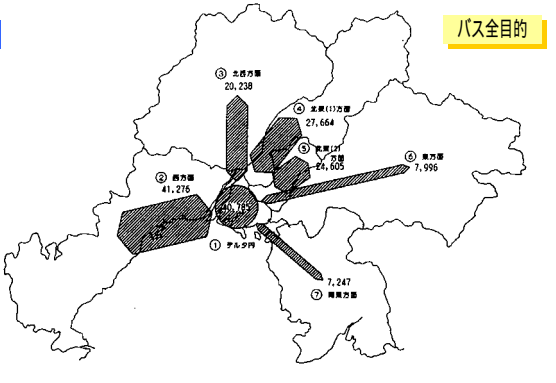 バス全目的
③ 北西方面
20,238
④ 北東(1)方面
27,664
⑤ 北東(2)
方面
24,605
⑥ 東方面
7,996
② 西方面
41,276
① デルタ内
7,247
⑦ 南東方面